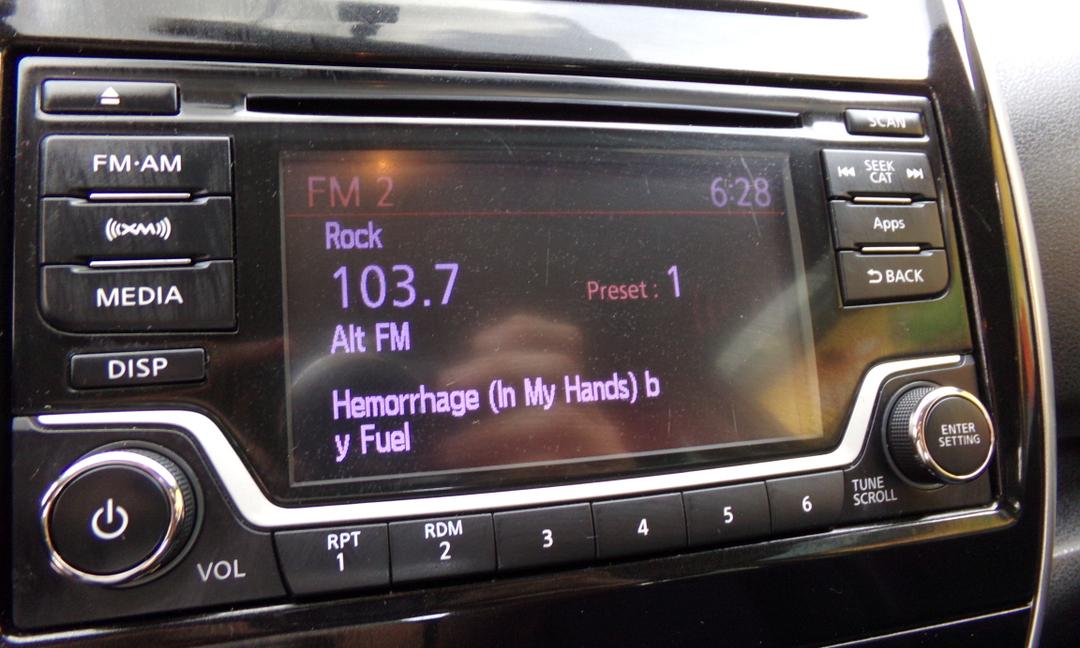 SCAN
FM·AM
SEEK
CAT
FM 2 6:28
Rock
Apps
((XM))
103.7 Preset : 1
BACK
MEDIA
Alt FM
DISP
Hemorrhage (In My Hands) b
y Fuel
ENTER
SETTING
TUNE
SCROLL
VOL
RPT
1
RDM
2
3
4
5
6